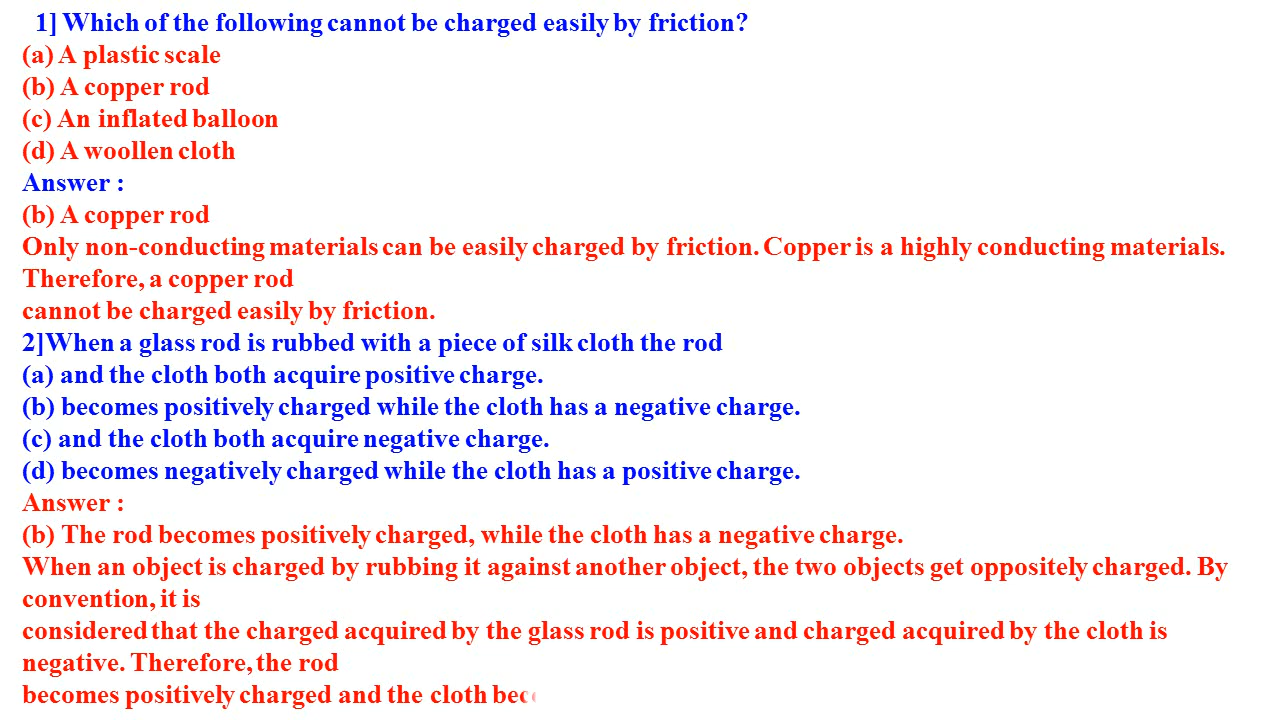 1] Which of the following cannot be charged easily by friction?
(a) A plastic scale
(b) A copper rod
(c) An inflated balloon
(d) A woollen cloth
Answer :
(b) A copper rod
Only non-conducting materials can be easily charged by friction. Copper is a highly conducting materials.
Therefore, a copper rod
cannot be charged easily by friction.
2]When a glass rod is rubbed with a piece of silk cloth the rod
(a) and the cloth both acquire positive charge.
(b) becomes positively charged while the cloth has a negative charge.
(c) and the cloth both acquire negative charge.
(d) becomes negatively charged while the cloth has a positive charge.
Answer :
(b) The rod becomes positively charged, while the cloth has a negative charge.
When an object is charged by rubbing it against another object, the two objects get oppositely charged. By
convention, it is
considered that the charged acquired by the glass rod is positive and charged acquired by the cloth is
negative. Therefore, the rod
becomes positively charged and the cloth